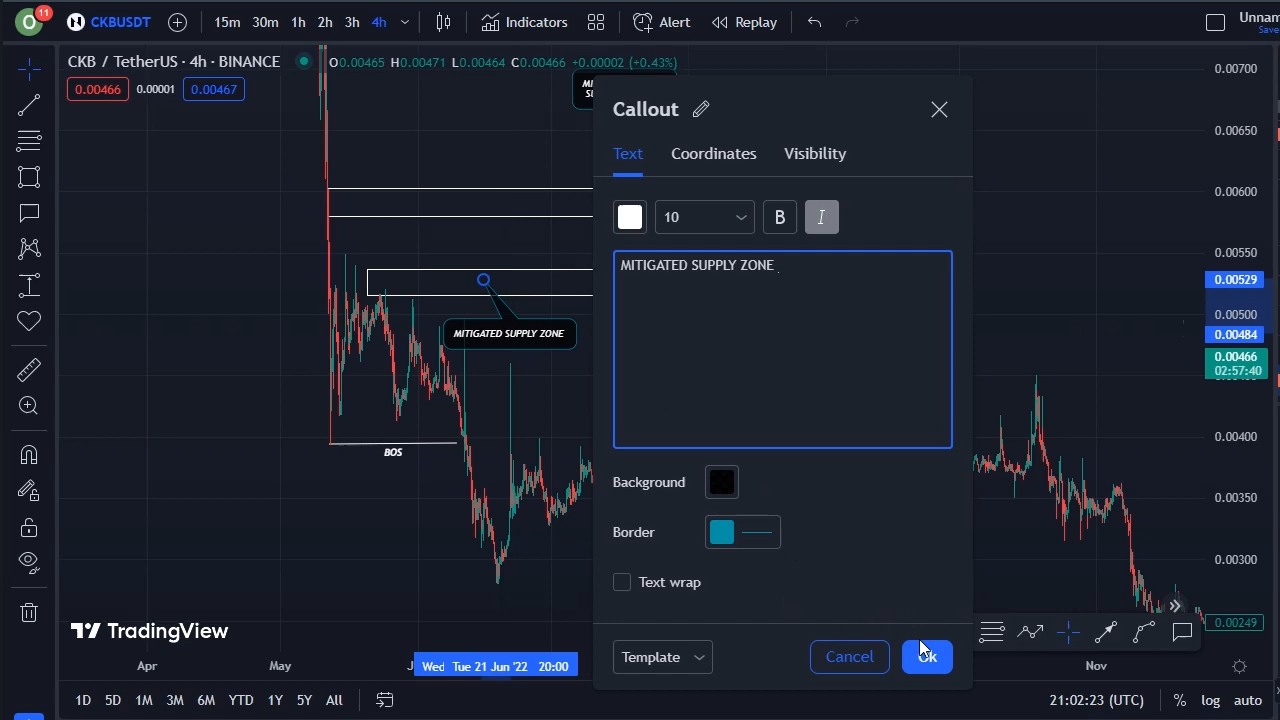 O
11
N CKBUSDT
15m 30m 1h 2h 3h 4h
Indicators
Alert
Replay
Unnam
Save
CKB / TetherUS · 4h · BINANCE
O0.00465 H0.00471 L0.00464 C0.00466 +0.00002 (+0.43%)
0.00466 0.00001 0.00467
Callout
Text Coordinates Visibility
10
B
I
MITIGATED SUPPLY ZONE
MITIGATED SUPPLY ZONE
BOS
Background
Border
Text wrap
Template
Cancel
Ok
0.00700
0.00650
0.00600
0.00550
0.00529
0.00500
0.00484
0.00466
02:57:40
0.00400
0.00350
0.00300
0.00249
TradingView
Apr May Wed Tue 21 Jun '22 20:00 Nov
1D 5D 1M 3M 6M YTD 1Y 5Y All
21:02:23 (UTC) % log auto